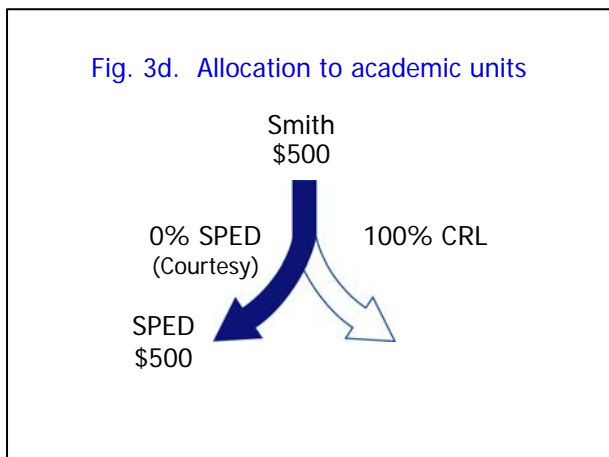 Fig. 3d. Allocation to academic units
Smith
$500
0% SPED
(Courtesy)
100% CRL
SPED
$500